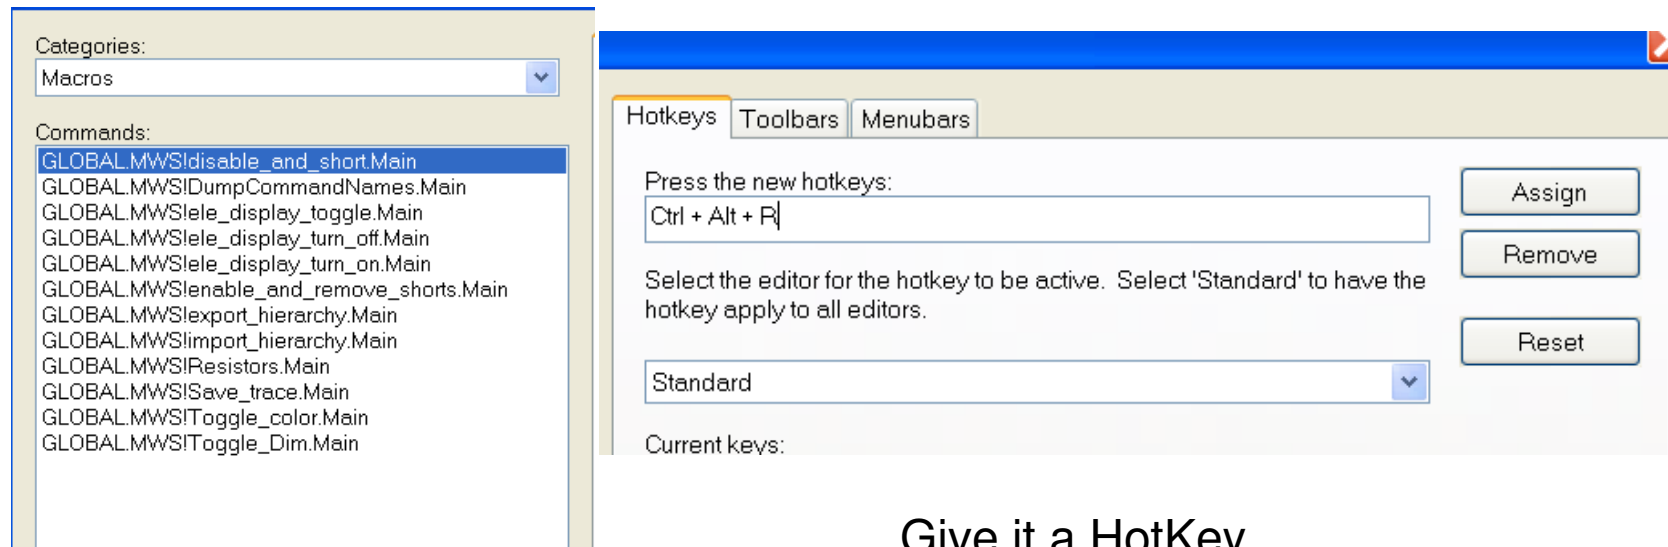 Categories:
Macros
Commands:
GLOBAL.MWS!disable_and_short.Main
GLOBAL.MWS!DumpCommandNames.Main
GLOBAL.MWS!ele_display_toggle.Main
GLOBAL.MWS!ele_display_turn_off.Main
GLOBAL.MWS!ele_display_turn_on.Main
GLOBAL.MWS!enable_and_remove_shorts.Main
GLOBAL.MWS!export_hierarchy.Main
GLOBAL.MWS!import_hierarchy.Main
GLOBAL.MWS!Resistors.Main
GLOBAL.MWS!Save_trace.Main
GLOBAL.MWS!Toggle_color.Main
GLOBAL.MWS!Toggle_Dim.Main
Hotkeys Toolbars Menubars
Press the new hotkeys:
Ctrl + Alt + R
Assign
Remove
Select the editor for the hotkey to be active. Select 'Standard' to have the
hotkey apply to all editors.
Reset
Standard
Current keys:
Give it a HotKey